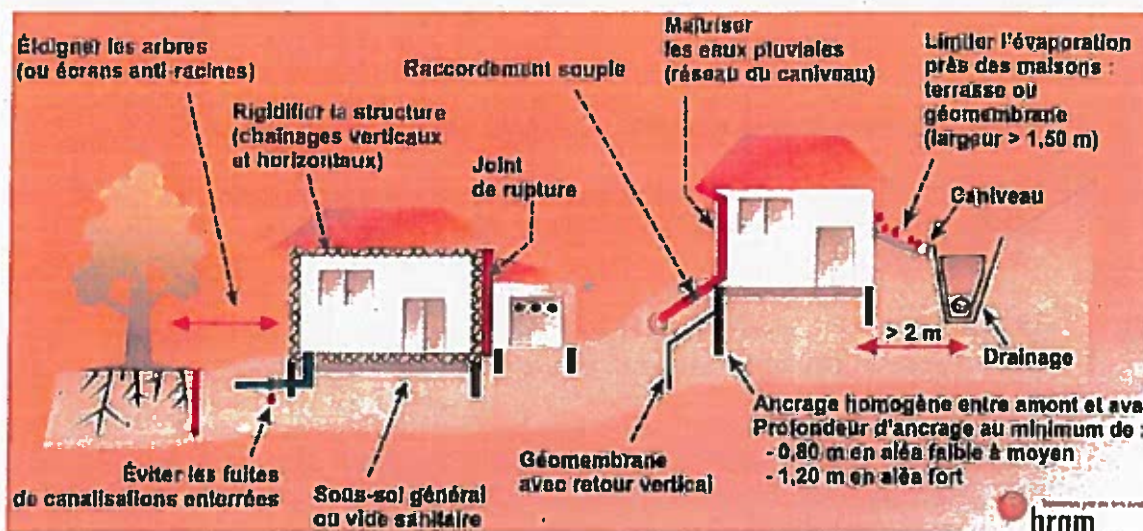 Éloigner les arbres
(ou écrans anti-racines)
Rigidifier la structure
(chaînages verticaux
et horizontaux)
Raccordement souple
Joint
de rupture
Maîtriser
les eaux pluviales
(réseau du caniveau)
Limiter l'évaporation
près des maisons :
terrasse ou
géomembrane
(largeur > 1,50 m)
Caniveau
> 2 m
Drainage
Éviter les fuites
de canalisations enterrées
Sous-sol général
ou vide sanitaire
Géomembrane
avec retour vertical
Ancrage homogène entre amont et ava
Profondeur d'ancrage au minimum de :
- 0,80 m en aléa faible à moyen
- 1,20 m en aléa fort
brgm